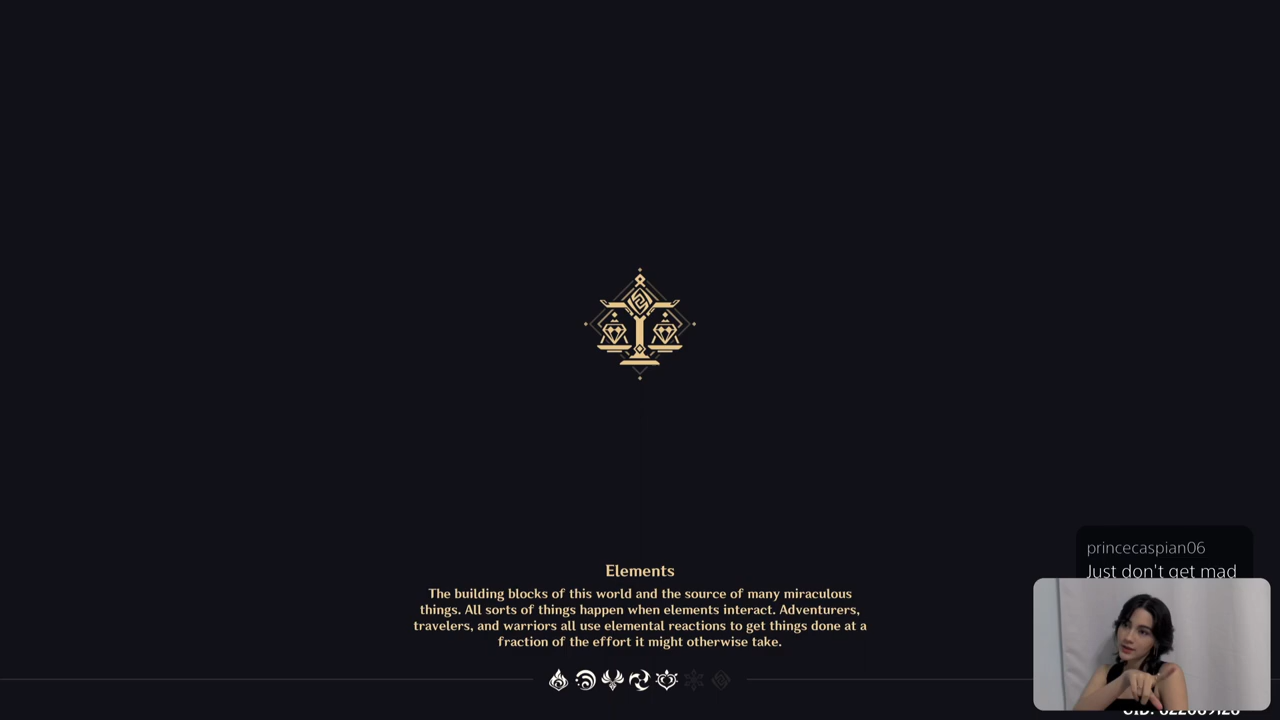 princecaspian06
Just don't get mad
Elements
The building blocks of this world and the source of many miraculous
things. All sorts of things happen when elements interact. Adventurers,
travelers, and warriors all use elemental reactions to get things done at a
fraction of the effort it might otherwise take.
UID: